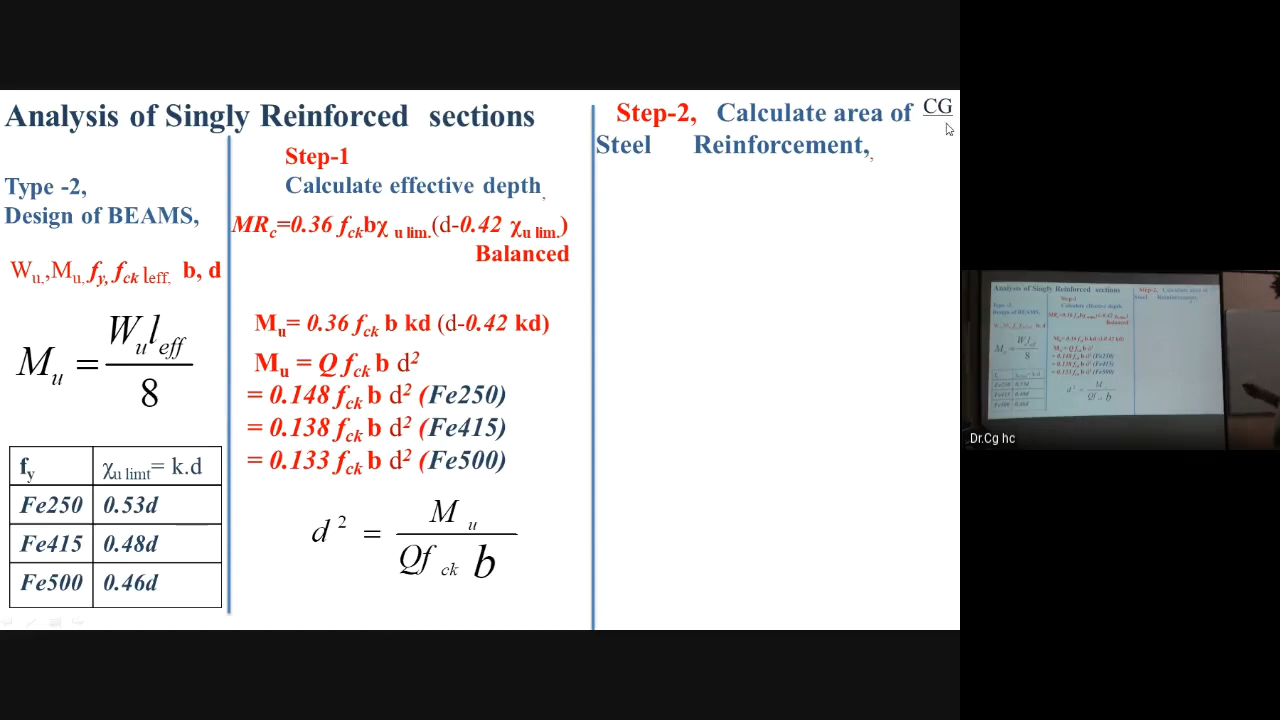 Analysis of Singly Reinforced sections
Type -2,
Design of BEAMS,
Wu,,Mu, fy, fck leff, b, d
Mu = Wu leff / 8
fy χu limt= k.d
Fe250 0.53d
Fe415 0.48d
Fe500 0.46d
Step-1
Calculate effective depth,
MRc=0.36 fckbχ u lim.(d-0.42 χu lim.)
Balanced
Mu= 0.36 fck b kd (d-0.42 kd)
Mu = Q fck b d²
= 0.148 fck b d² (Fe250)
= 0.138 fck b d² (Fe415)
= 0.133 fck b d² (Fe500)
d² = Mu / Qfck b
Step-2, Calculate area of
Steel Reinforcement,,
CG
Dr.Cg hc